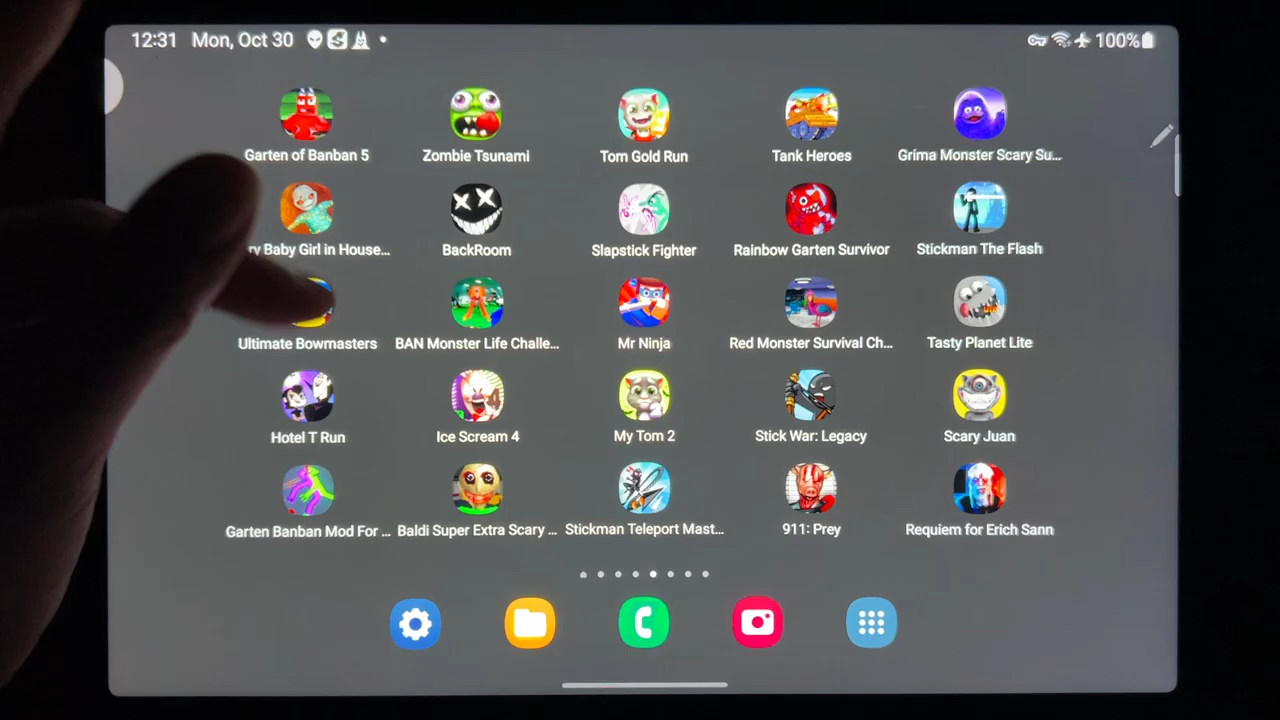 12:31 Mon, Oct 30 100%
Garten of Banban 5 Zombie Tsunami Tom Gold Run Tank Heroes Grima Monster Scary Su...
ry Baby Girl in House... BackRoom Slapstick Fighter Rainbow Garten Survivor Stickman The Flash
Ultimate Bowmasters BAN Monster Life Challe... Mr Ninja Red Monster Survival Ch... Tasty Planet Lite
Hotel T Run Ice Scream 4 My Tom 2 Stick War: Legacy Scary Juan
Garten Banban Mod For ... Baldi Super Extra Scary ... Stickman Teleport Mast... 911: Prey Requiem for Erich Sann